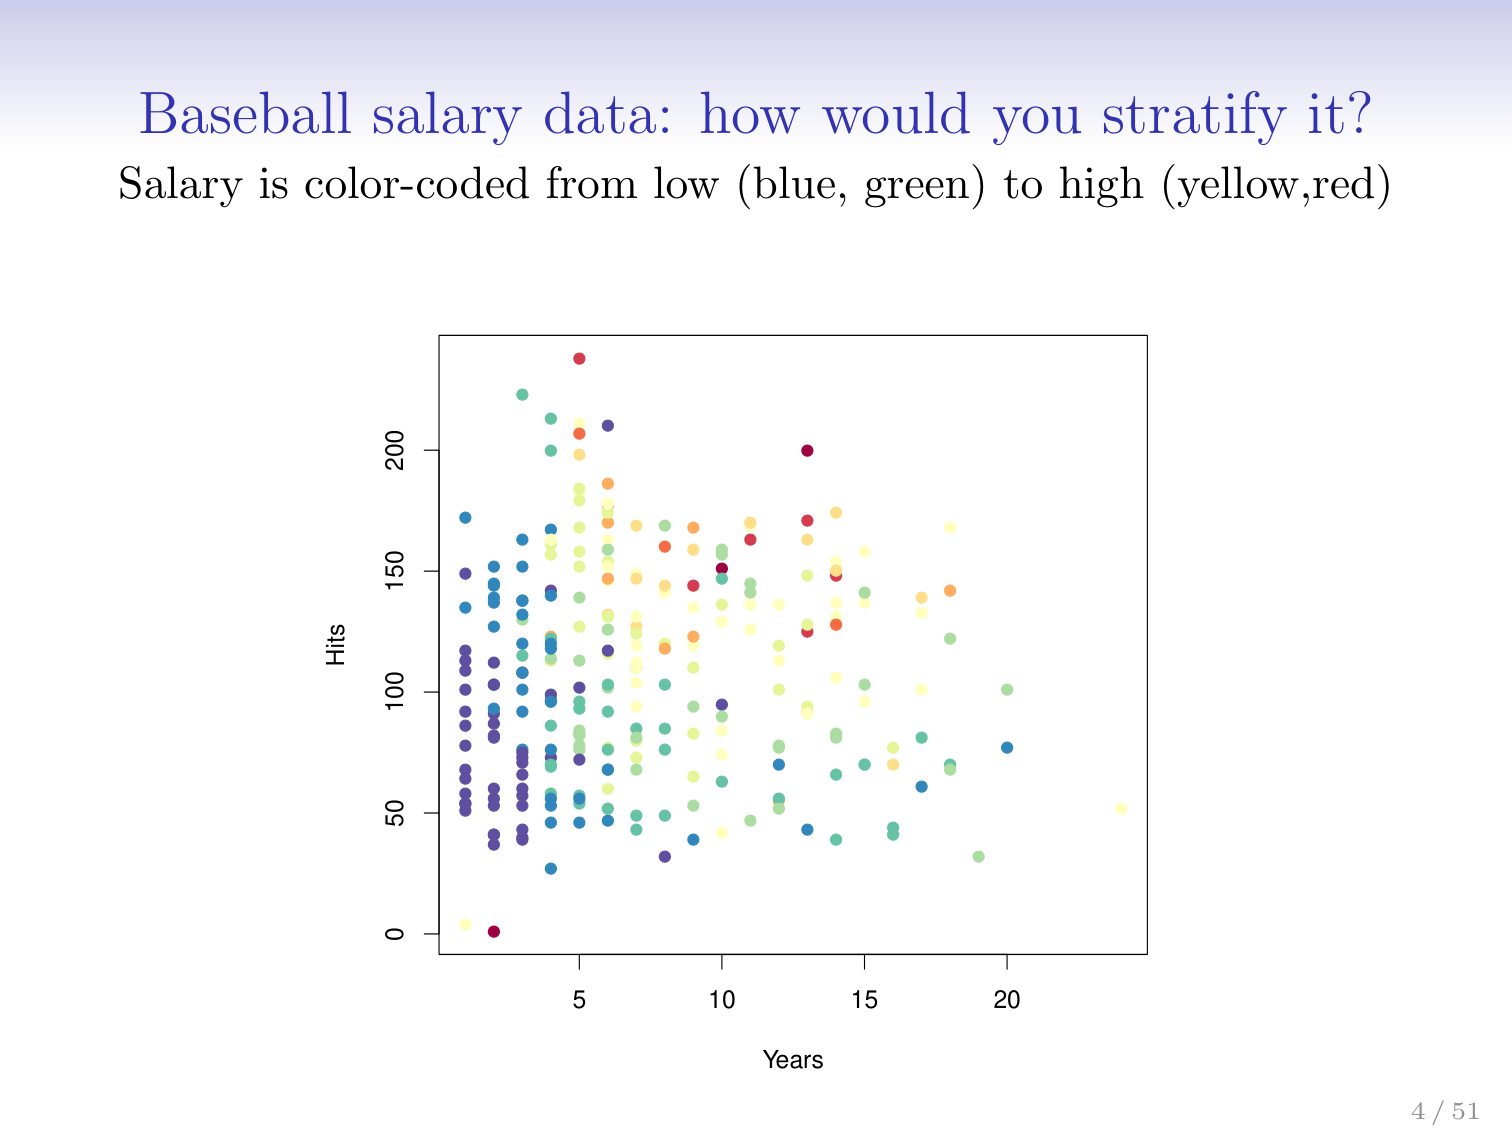 Baseball salary data: how would you stratify it?
Salary is color-coded from low (blue, green) to high (yellow,red)
200
150
100
50
0
Hits
5 10 15 20
Years
4 / 51